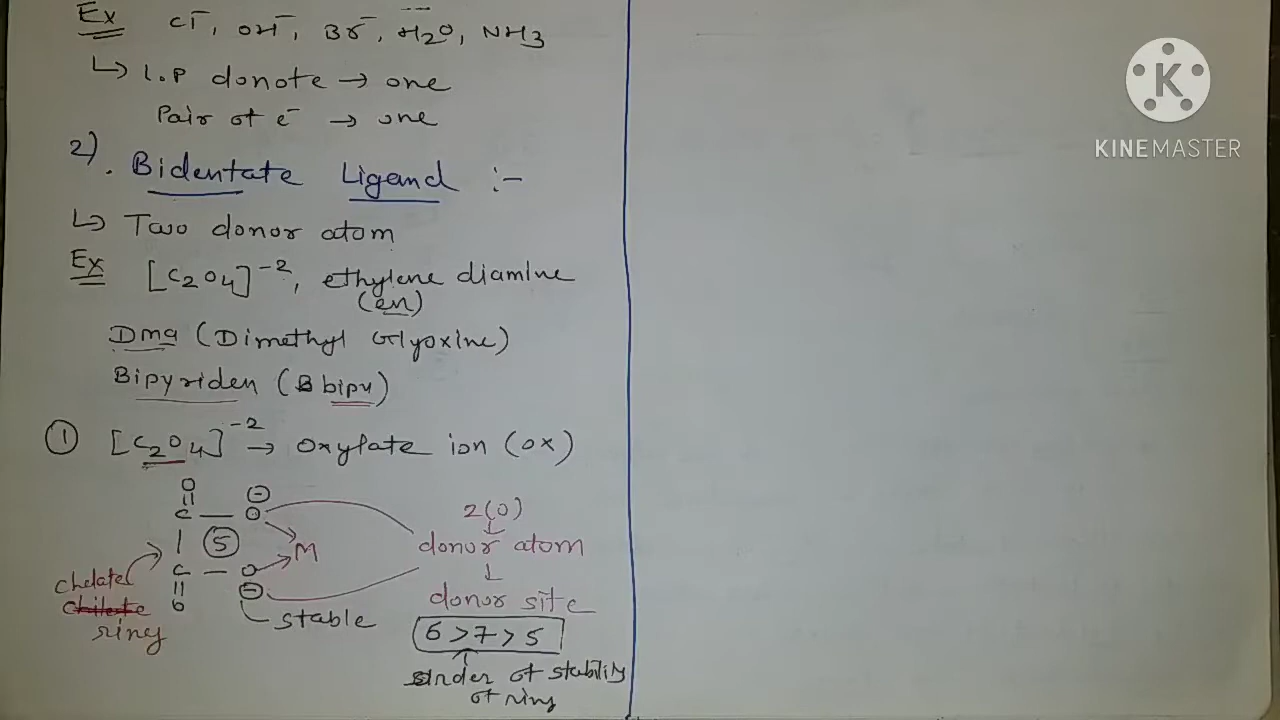 Ex Cl⁻, OH⁻, Br⁻, H₂O, NH₃
↳ l.p donote → one
Pair of e⁻ → one
2). Bidentate Ligand :-
↳ Two donor atom
Ex [C₂O₄]⁻², ethylene diamine
(en)
Dmg (Dimethyl Glyoxine)
Bipyriden (B bipy)
① [C₂O₄]⁻² → Oxylate ion (ox)
O
|| ⊖
C — O
| ⑤ M
C — O
|| ⊖
O
chelate
ring
stable
2(O)
↓
donor atom
↓
donor site
6 > 7 > 5
order of stability
of ring
K
KINEMASTER